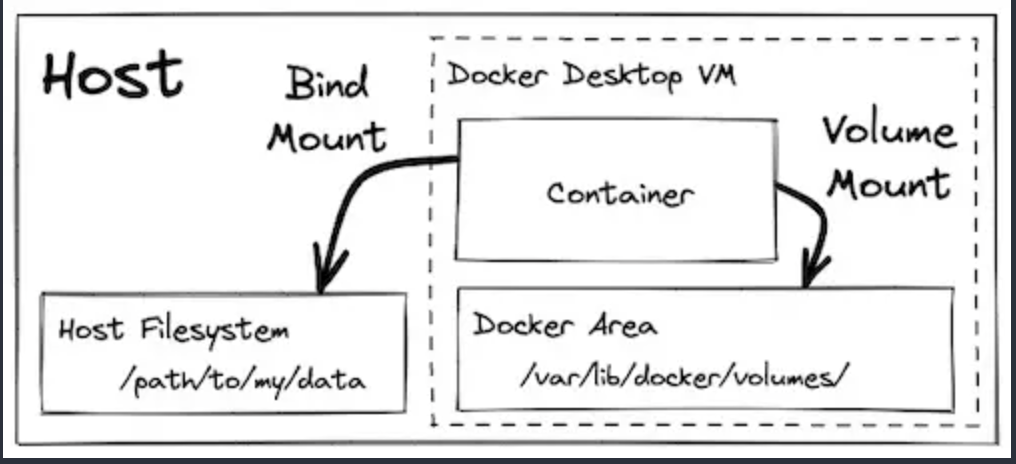 Host
Bind
Mount
Docker Desktop VM
Container
Volume
Mount
Host Filesystem
/path/to/my/data
Docker Area
/var/lib/docker/volumes/